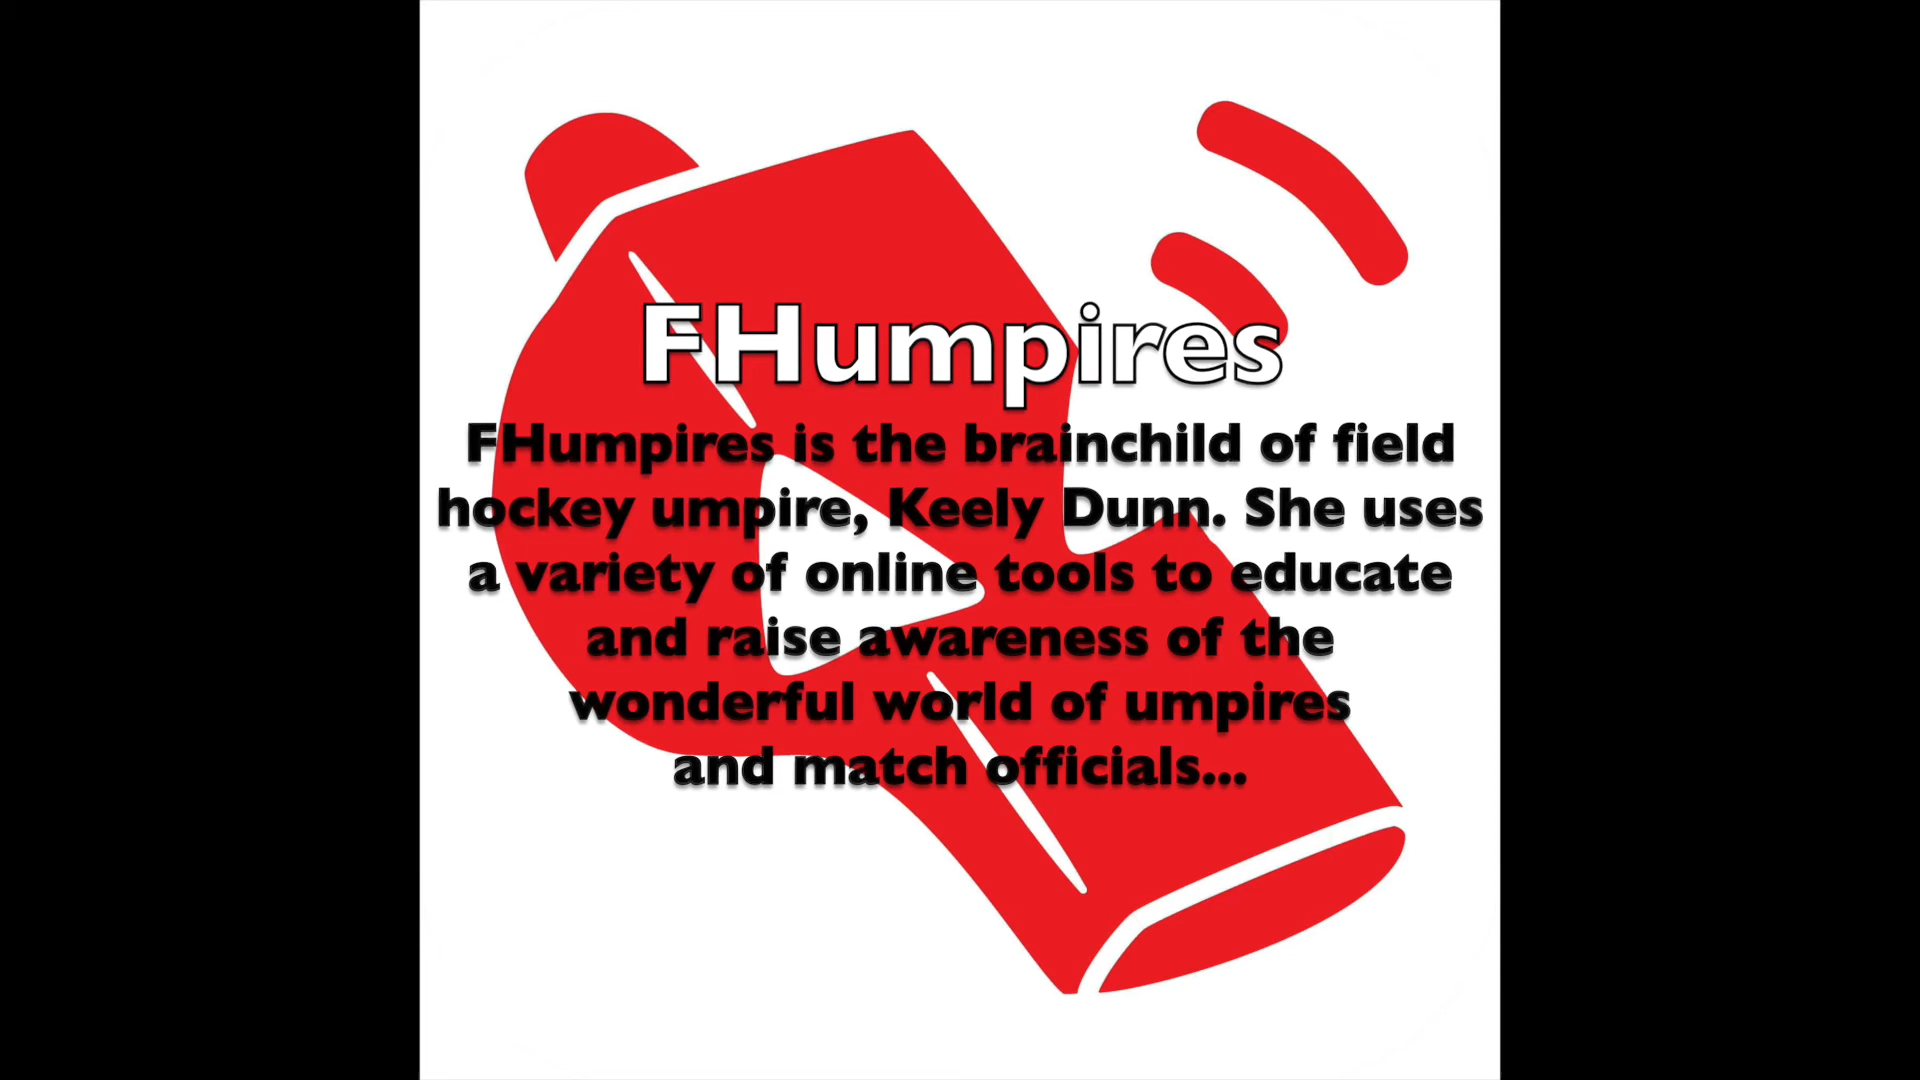 FHumpires
FHumpires is the brainchild of field
hockey umpire, Keely Dunn. She uses
a variety of online tools to educate
and raise awareness of the
wonderful world of umpires
and match officials...